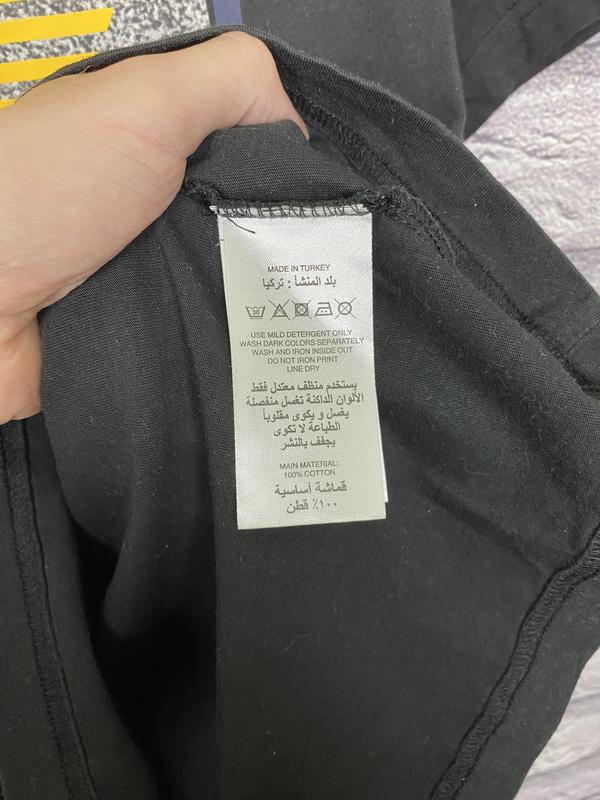 MADE IN TURKEY
بلد المنشأ : تركيا
30
USE MILD DETERGENT ONLY
WASH DARK COLORS SEPARATELY
WASH AND IRON INSIDE OUT
DO NOT IRON PRINT
LINE DRY
يستخدم منظف معتدل فقط
الألوان الداكنة تغسل منفصلة
يغسل و يكوى مقلوباً
الطباعة لا تكوى
يجفف بالنشر
MAIN MATERIAL:
100% COTTON
قماشة أساسية
١٠٠٪ قطن